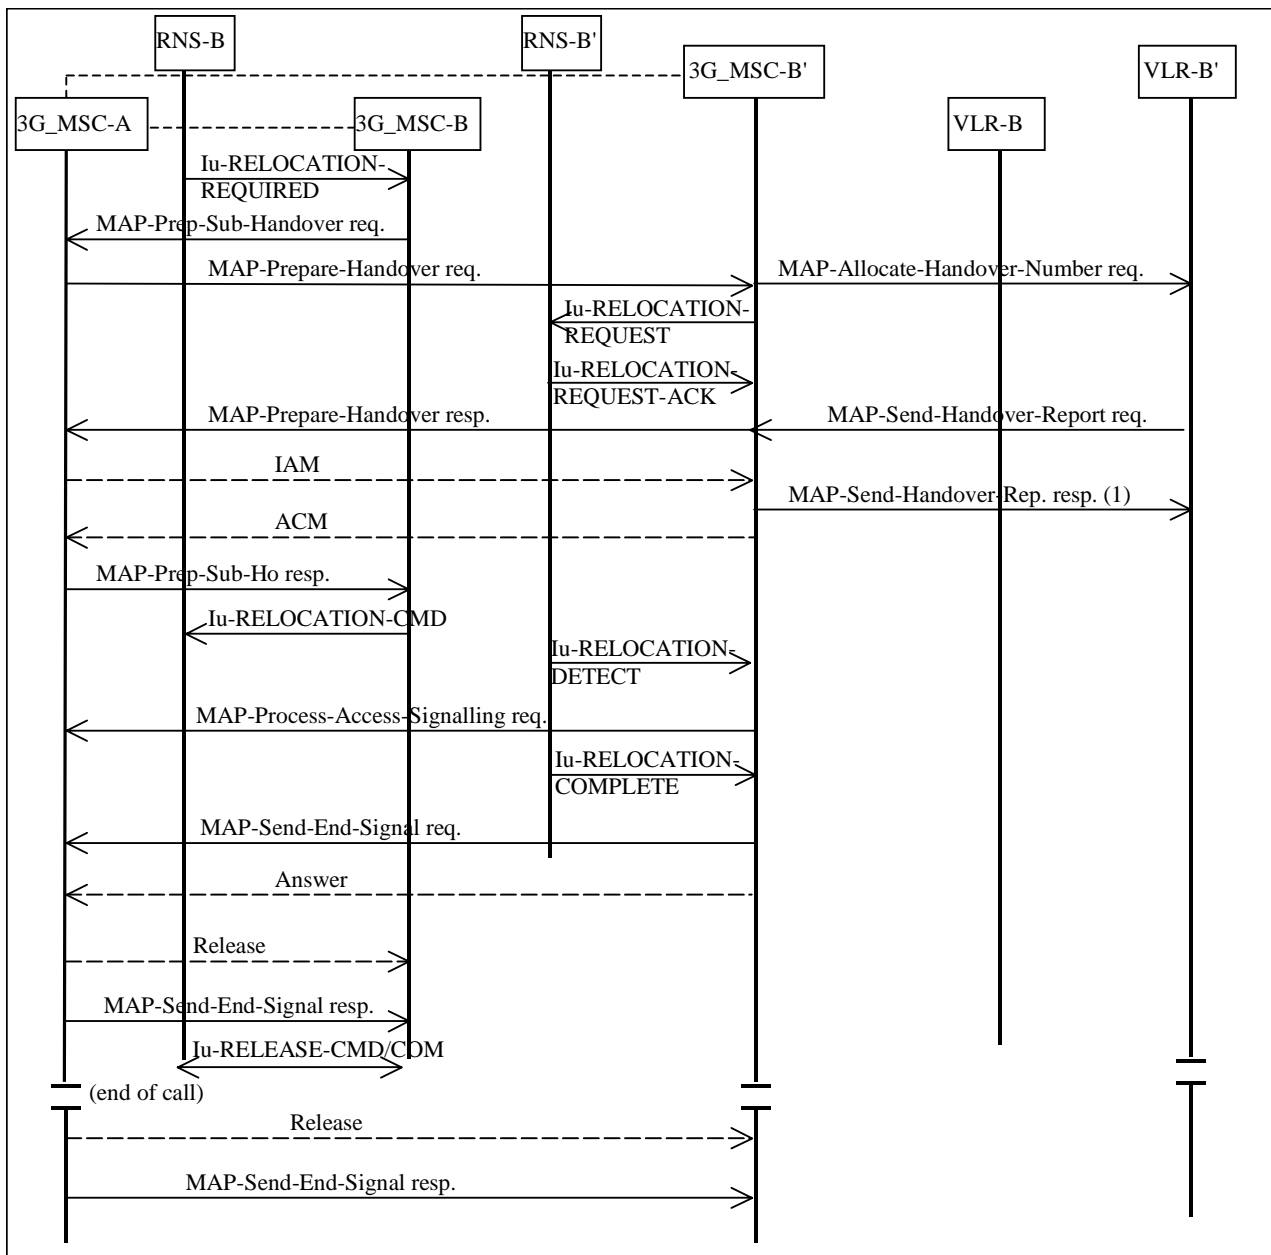 RNS-B
RNS-B'
3G_MSC-B'
VLR-B'
3G_MSC-A
3G_MSC-B
VLR-B
Iu-RELOCATION-
REQUIRED
MAP-Prep-Sub-Handover req.
MAP-Prepare-Handover req.
MAP-Allocate-Handover-Number req.
Iu-RELOCATION-
REQUEST
Iu-RELOCATION-
REQUEST-ACK
MAP-Prepare-Handover resp.
MAP-Send-Handover-Report req.
IAM
MAP-Send-Handover-Rep. resp. (1)
ACM
MAP-Prep-Sub-Ho resp.
Iu-RELOCATION-CMD
Iu-RELOCATION-
DETECT
MAP-Process-Access-Signalling req.
Iu-RELOCATION-
COMPLETE
MAP-Send-End-Signal req.
Answer
Release
MAP-Send-End-Signal resp.
Iu-RELEASE-CMD/COM
(end of call)
Release
MAP-Send-End-Signal resp.